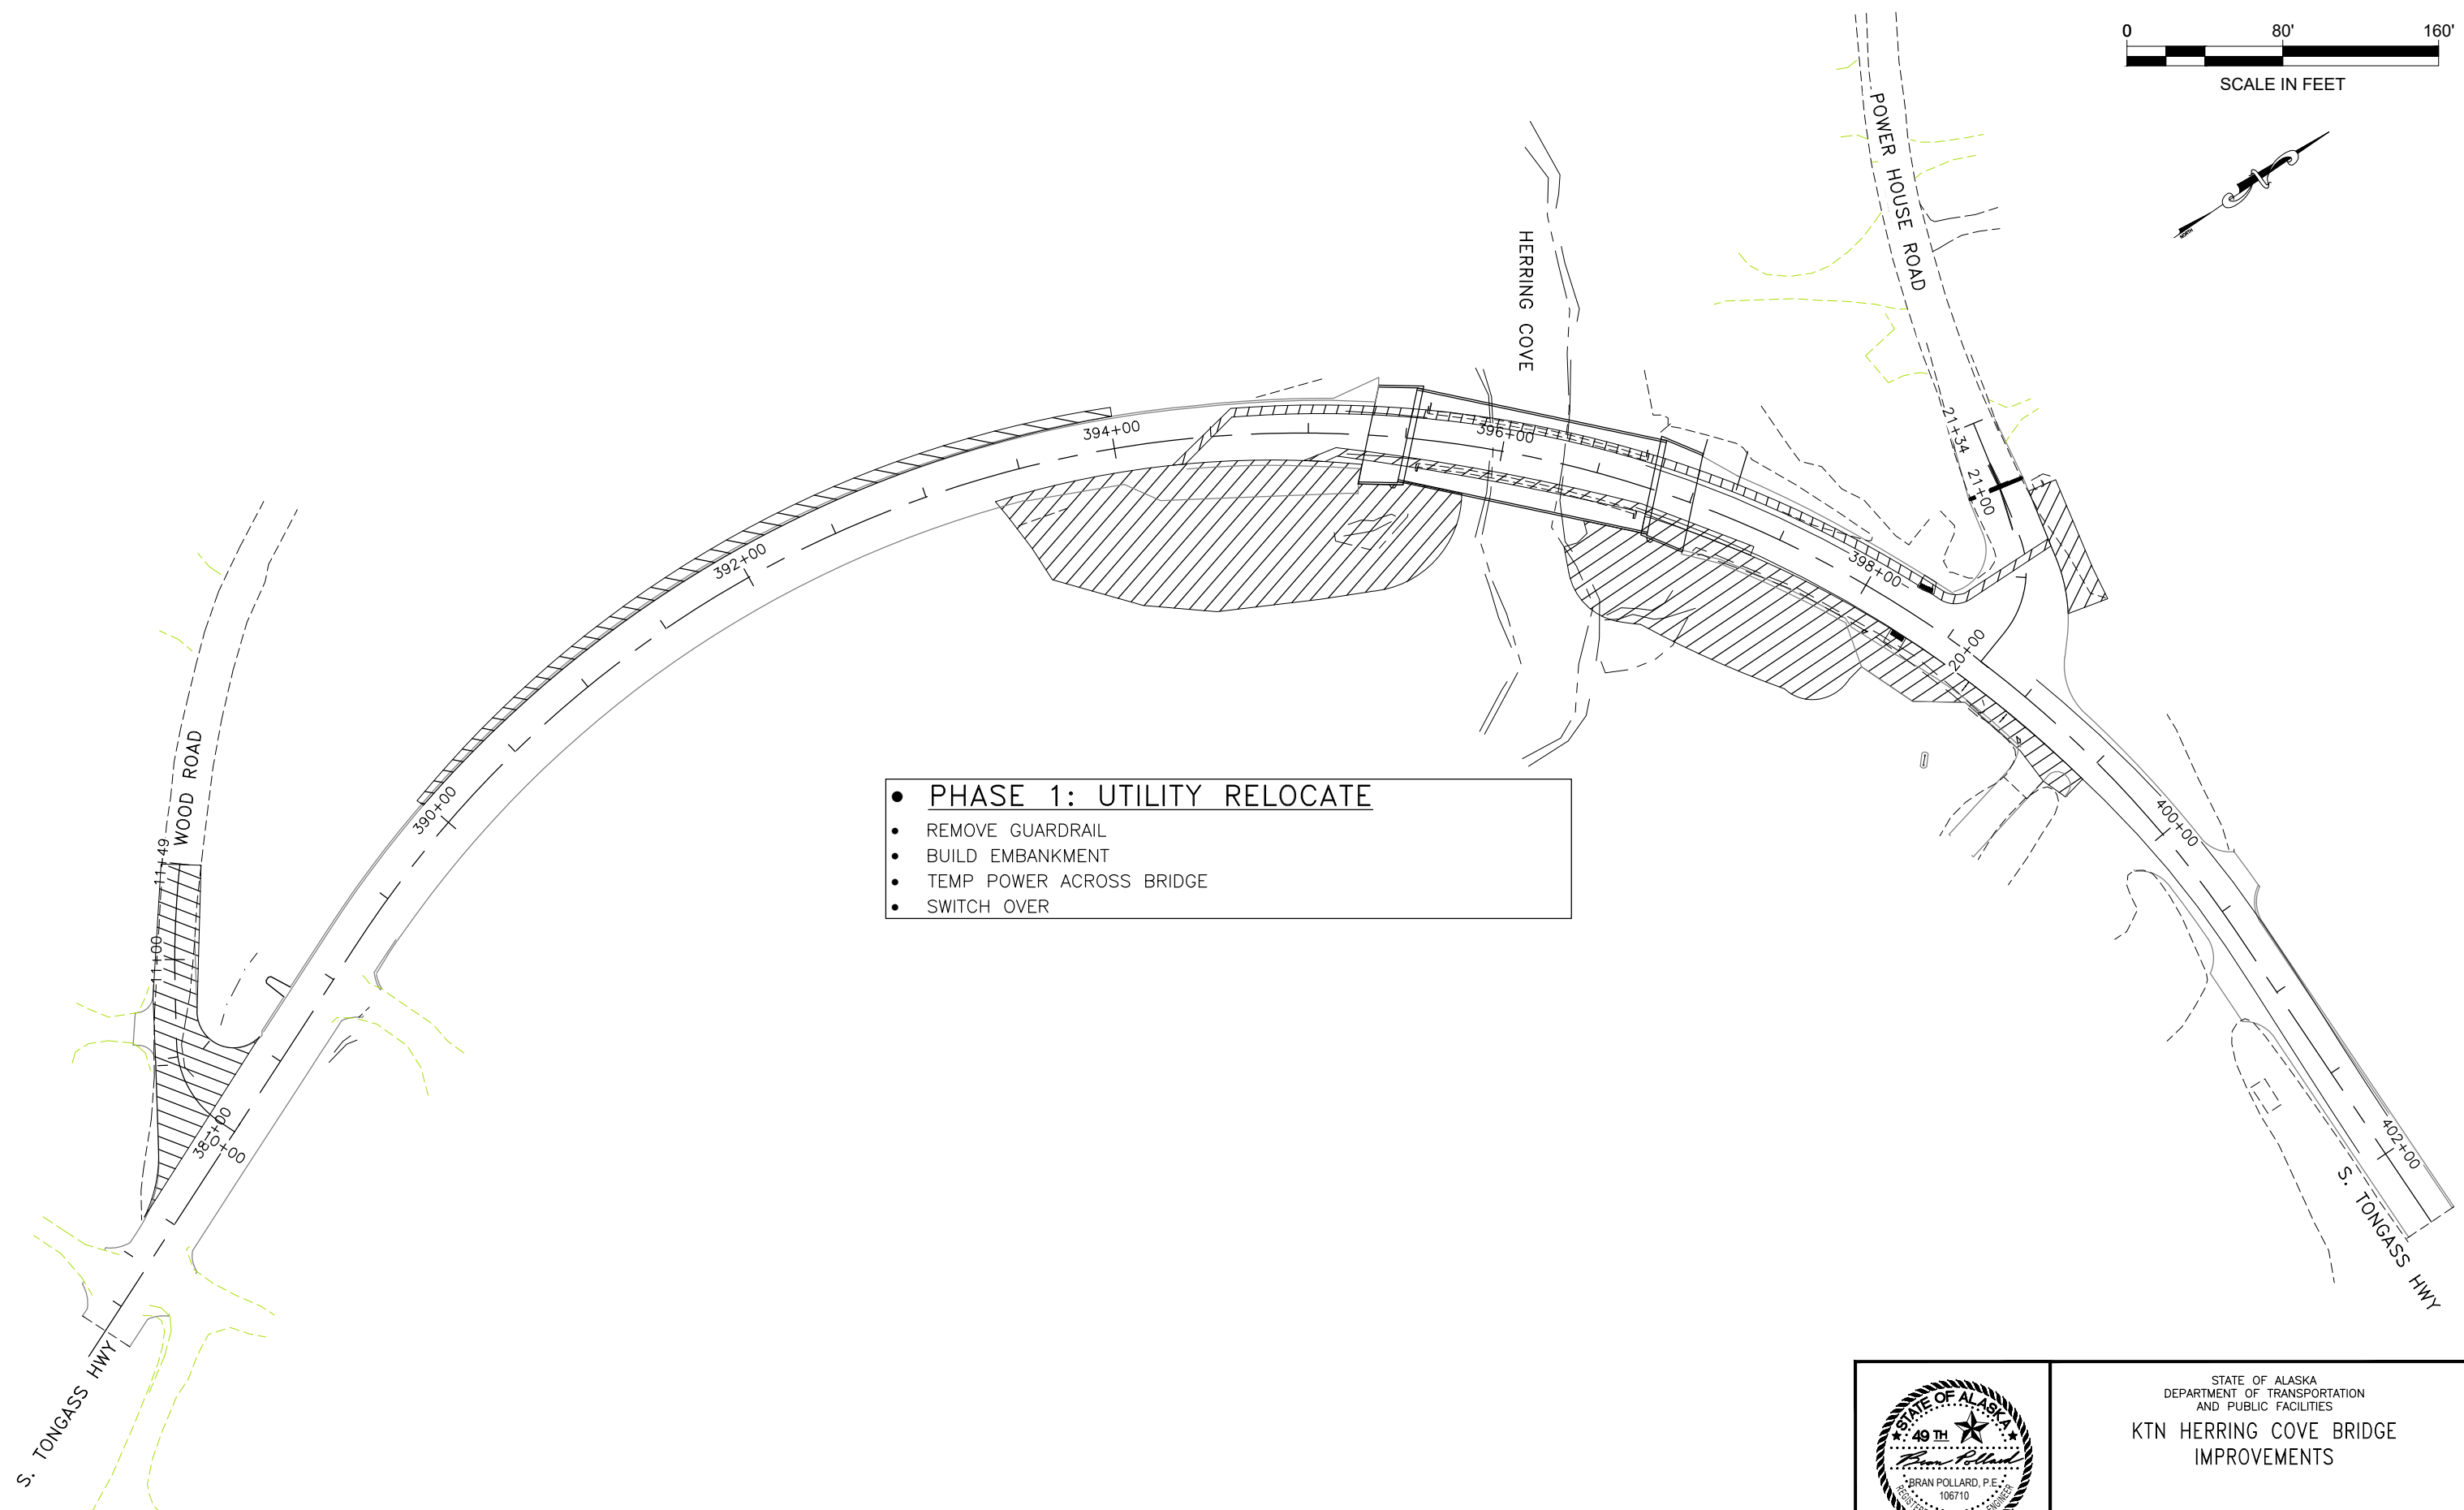 0 80' 160'
SCALE IN FEET
NORTH
POWER HOUSE ROAD
HERRING COVE
21+34
21+00
20+00
394+00
396+00
392+00
398+00
390+00
400+00
402+00
WOOD ROAD
11+49
11+00
10+00
S. TONGASS HWY
S. TONGASS HWY
• PHASE 1: UTILITY RELOCATE
• REMOVE GUARDRAIL
• BUILD EMBANKMENT
• TEMP POWER ACROSS BRIDGE
• SWITCH OVER
STATE OF ALASKA
49 TH
Bran Pollard
BRAN POLLARD, P.E.
106710
STATE OF ALASKA
DEPARTMENT OF TRANSPORTATION
AND PUBLIC FACILITIES
KTN HERRING COVE BRIDGE
IMPROVEMENTS